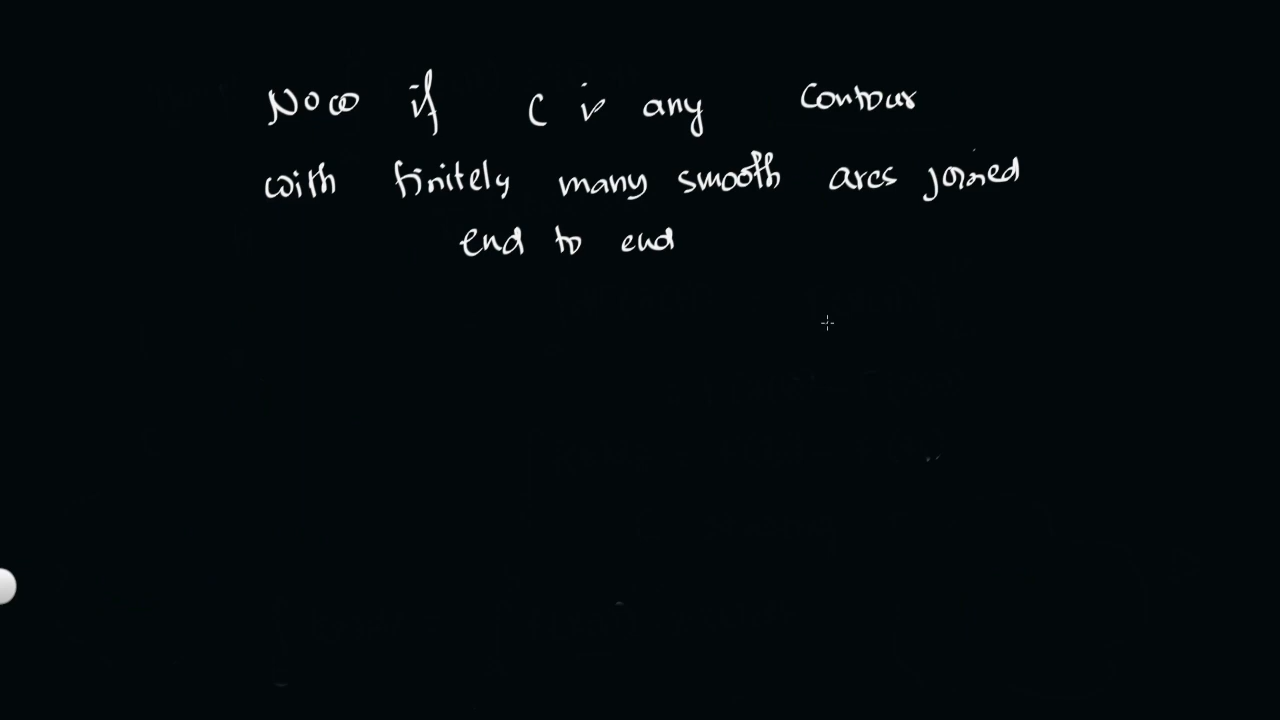 Now if C is any contour
with finitely many smooth arcs joined
end to end